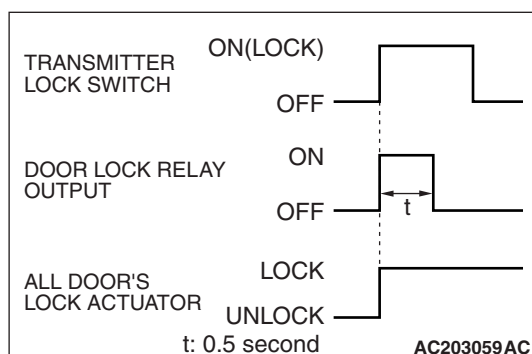 TRANSMITTER
LOCK SWITCH
ON(LOCK)
OFF
DOOR LOCK RELAY
OUTPUT
ON
OFF
t
ALL DOOR'S
LOCK ACTUATOR
LOCK
UNLOCK
t: 0.5 second
AC203059AC